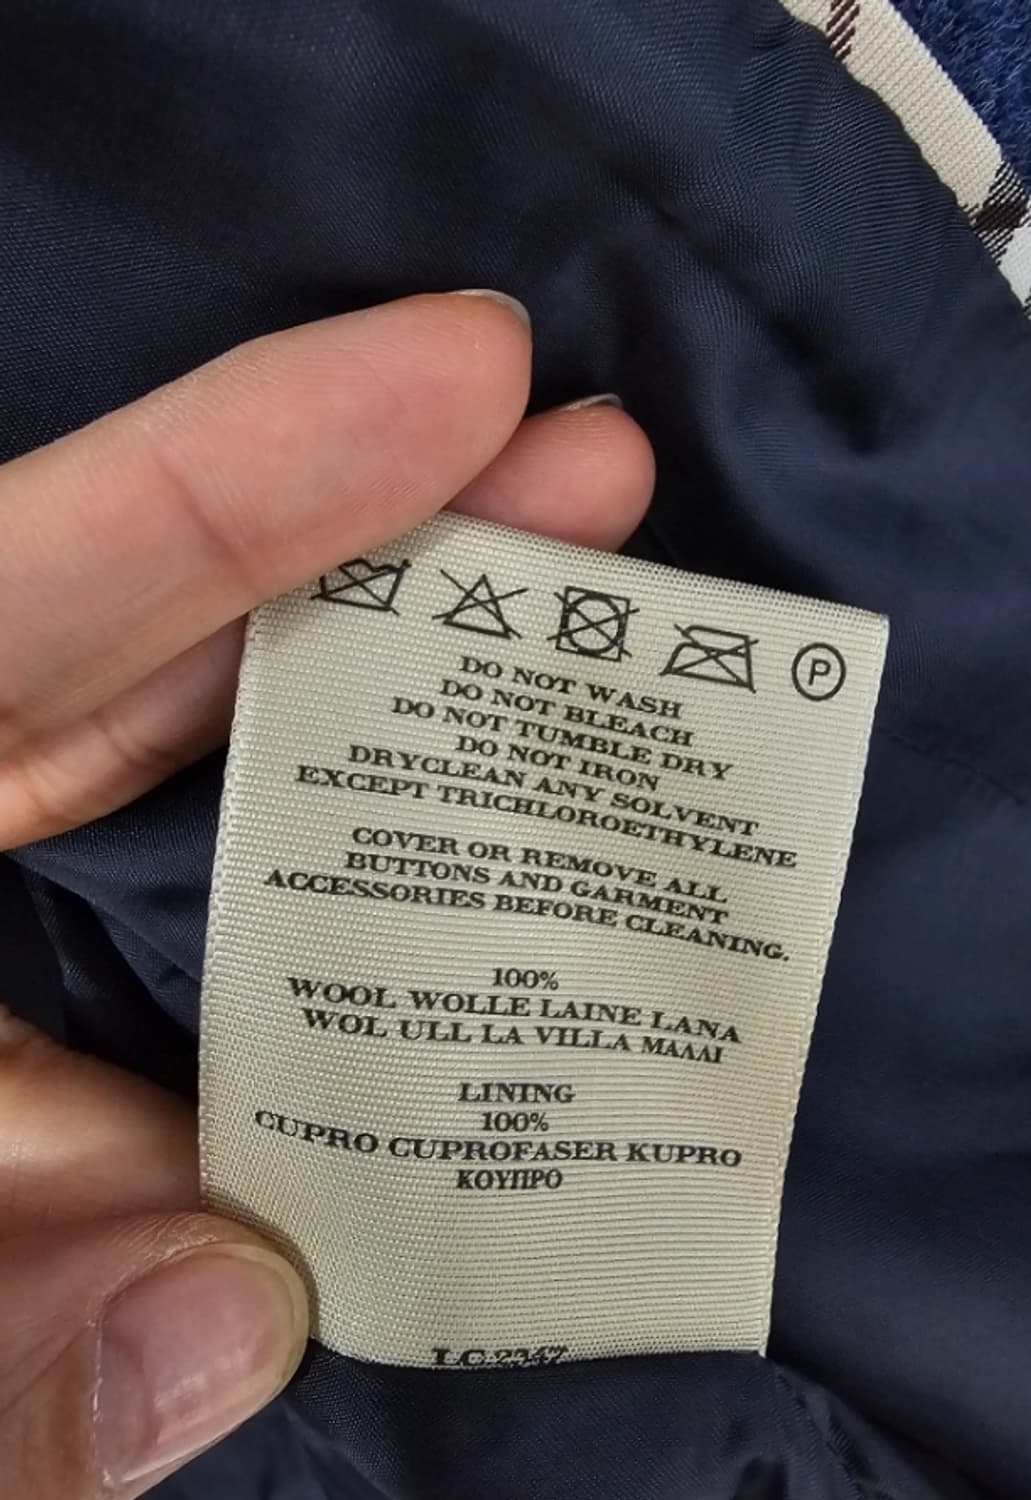 P
DO NOT WASH
DO NOT BLEACH
DO NOT TUMBLE DRY
DO NOT IRON
DRYCLEAN ANY SOLVENT
EXCEPT TRICHLOROETHYLENE
COVER OR REMOVE ALL
BUTTONS AND GARMENT
ACCESSORIES BEFORE CLEANING.
100%
WOOL WOLLE LAINE LANA
WOL ULL LA VILLA ΜΑΛΛΙ
LINING
100%
CUPRO CUPROFASER KUPRO
ΚΟΥΠΡΟ